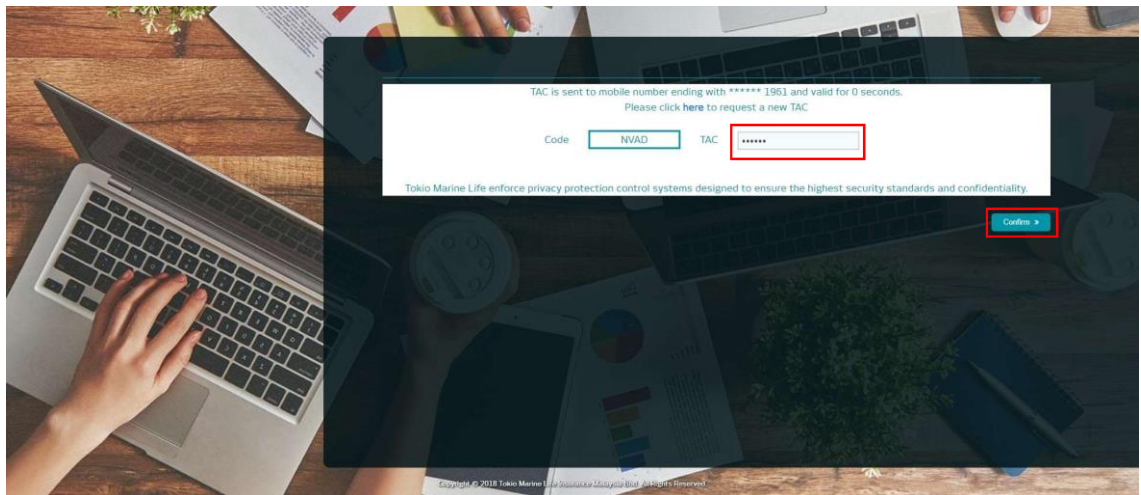 TAC is sent to mobile number ending with ****** 1961 and valid for 0 seconds.
Please click here to request a new TAC
Code NVAD TAC ••••••
Tokio Marine Life enforce privacy protection control systems designed to ensure the highest security standards and confidentiality.
Confirm »
Copyright © 2018 Tokio Marine Life Insurance Malaysia Bhd. All Rights Reserved.